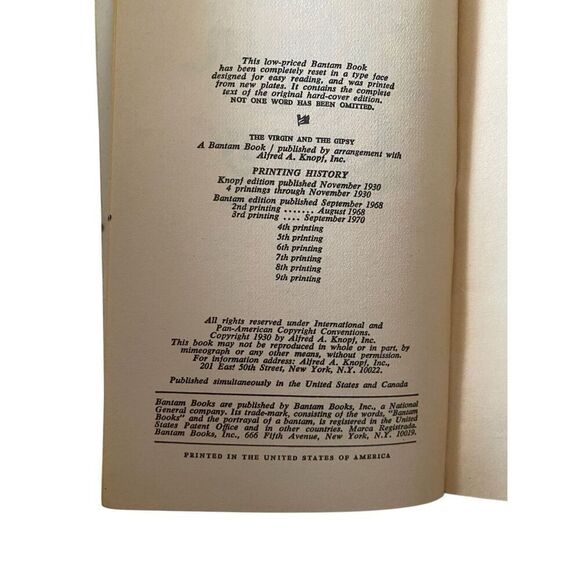 This low-priced Bantam Book
has been completely reset in a type face
designed for easy reading, and was printed
from new plates. It contains the complete
text of the original hard-cover edition.
NOT ONE WORD HAS BEEN OMITTED.
THE VIRGIN AND THE GIPSY
A Bantam Book / published by arrangement with
Alfred A. Knopf, Inc.
PRINTING HISTORY
Knopf edition published November 1930
4 printings through November 1930
Bantam edition published September 1968
2nd printing ....... August 1968
3rd printing .... September 1970
4th printing
5th printing
6th printing
7th printing
8th printing
9th printing
All rights reserved under International and
Pan-American Copyright Conventions.
Copyright 1930 by Alfred A. Knopf, Inc.
This book may not be reproduced in whole or in part, by
mimeograph or any other means, without permission.
For information address: Alfred A. Knopf, Inc.,
201 East 50th Street, New York, N.Y. 10022.
Published simultaneously in the United States and Canada
Bantam Books are published by Bantam Books, Inc., a National
General company. Its trade-mark, consisting of the words, "Bantam
Books" and the portrayal of a bantam, is registered in the United
States Patent Office and in other countries. Marca Registrada.
Bantam Books, Inc., 666 Fifth Avenue, New York, N.Y. 10019.
PRINTED IN THE UNITED STATES OF AMERICA